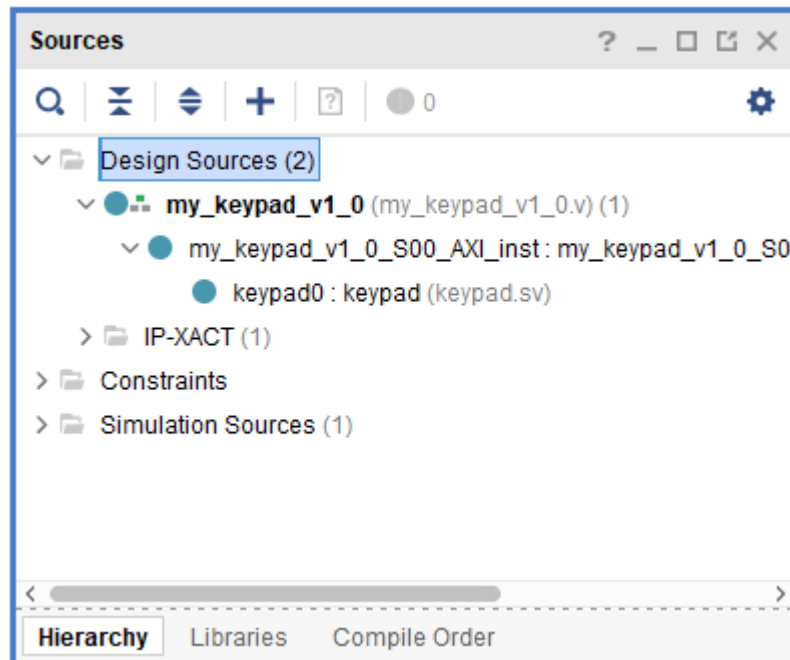 Sources
0
Design Sources (2)
my_keypad_v1_0 (my_keypad_v1_0.v) (1)
my_keypad_v1_0_S00_AXI_inst : my_keypad_v1_0_S0
keypad0 : keypad (keypad.sv)
IP-XACT (1)
Constraints
Simulation Sources (1)
Hierarchy Libraries Compile Order